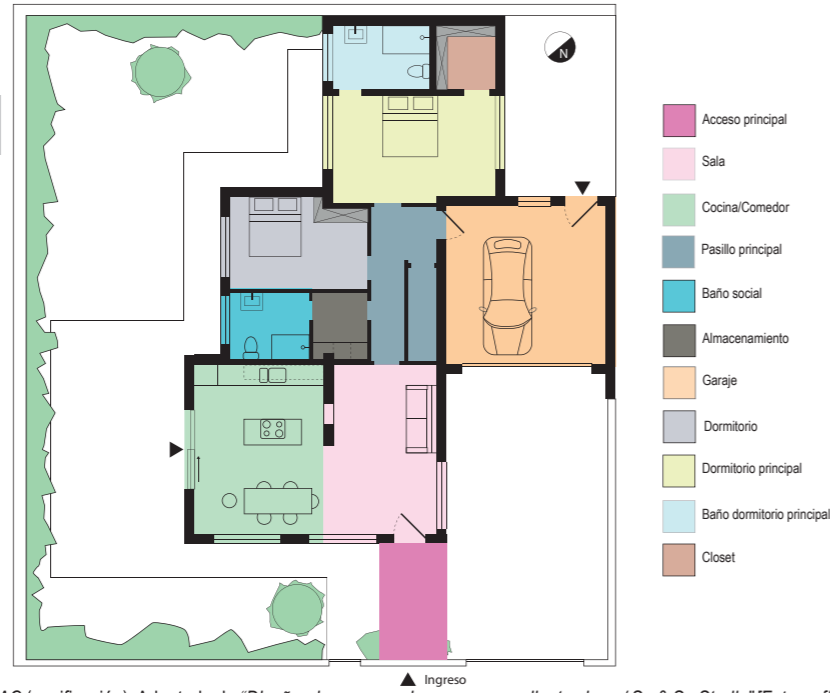 N
Acceso principal
Sala
Cocina/Comedor
Pasillo principal
Baño social
Almacenamiento
Garaje
Dormitorio
Dormitorio principal
Baño dormitorio principal
Closet
Ingreso